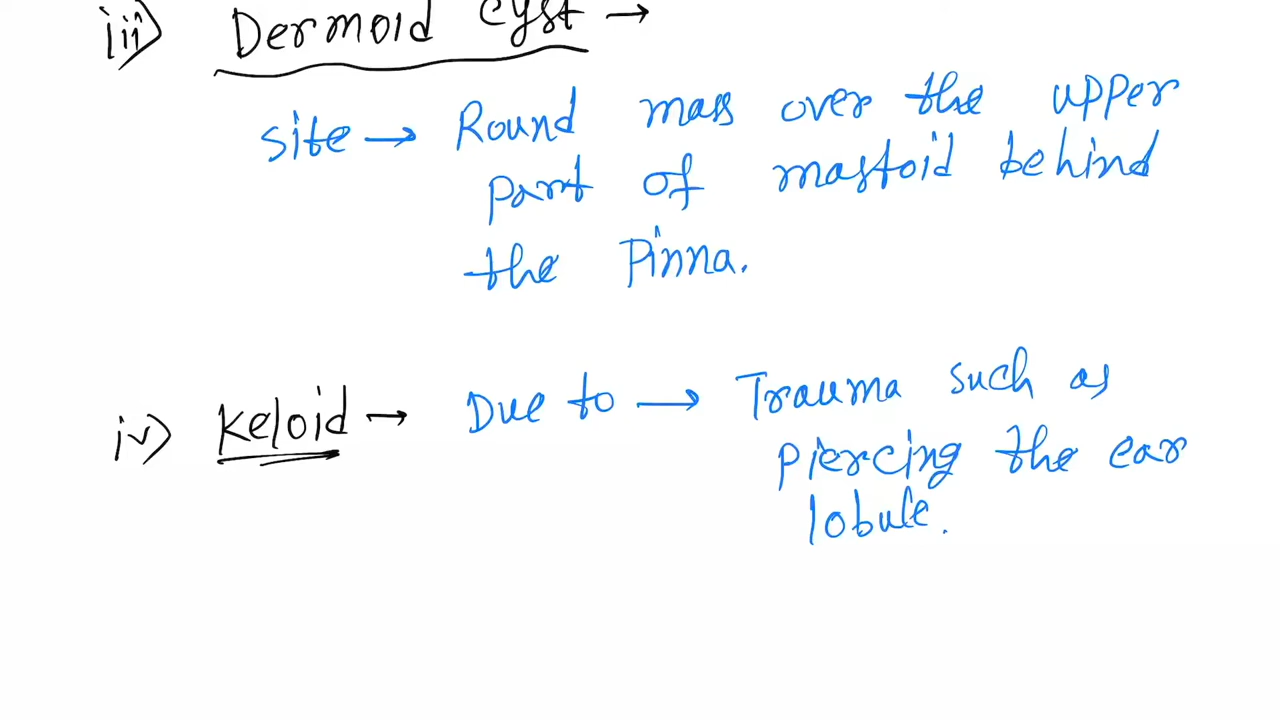 iii) Dermoid cyst →
site → Round mass over the upper
part of mastoid behind
the Pinna.
iv) Keloid → Due to → Trauma such as
piercing the ear
lobule.